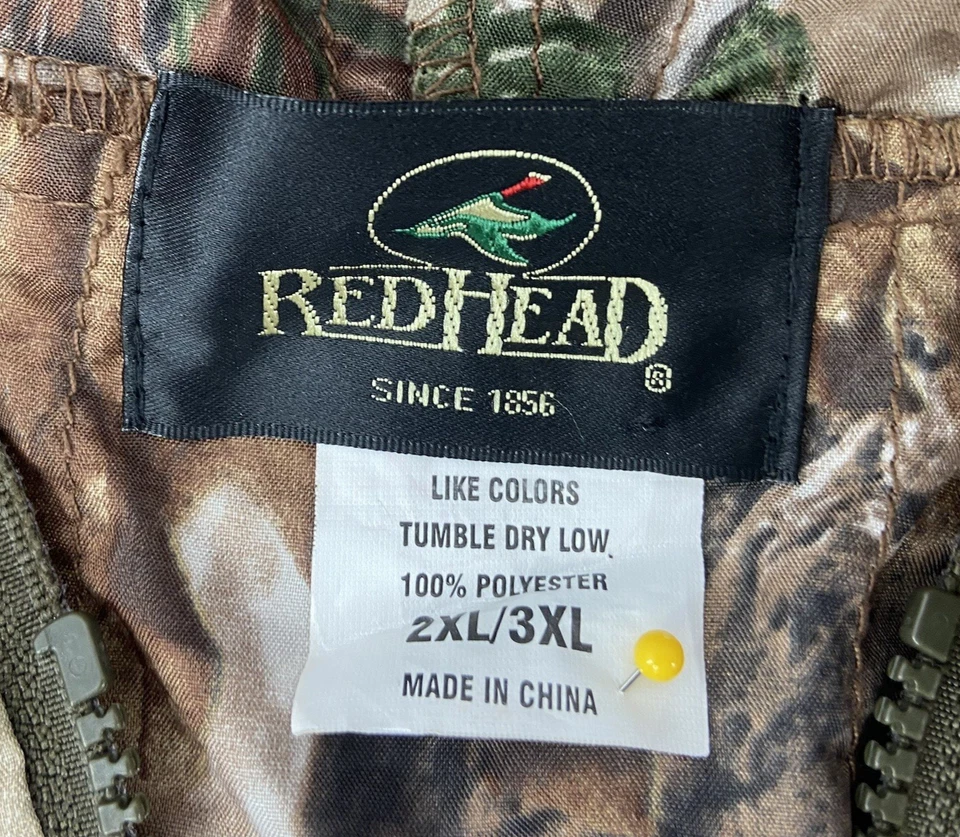 REDHEAD®
SINCE 1856
LIKE COLORS
TUMBLE DRY LOW.
100% POLYESTER
2XL/3XL
MADE IN CHINA